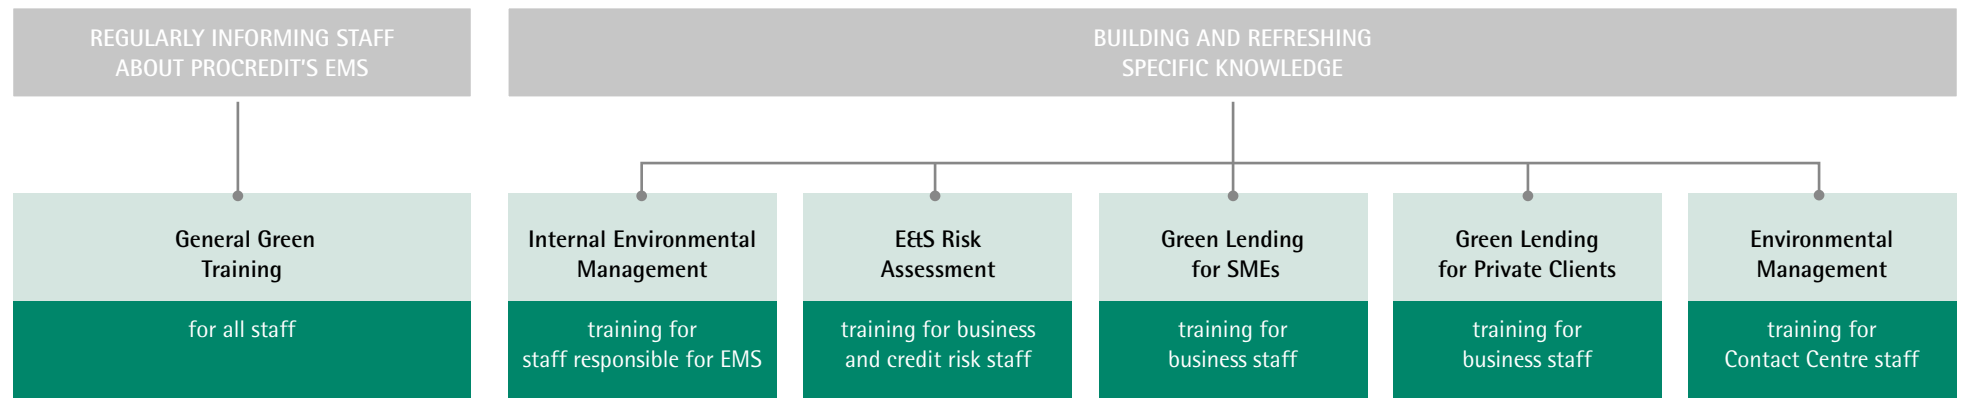 REGULARLY INFORMING STAFF
ABOUT PROCREDIT'S EMS
BUILDING AND REFRESHING
SPECIFIC KNOWLEDGE
General Green
Training
for all staff
Internal Environmental
Management
training for
staff responsible for EMS
E&S Risk
Assessment
training for business
and credit risk staff
Green Lending
for SMEs
training for
business staff
Green Lending
for Private Clients
training for
business staff
Environmental
Management
training for
Contact Centre staff